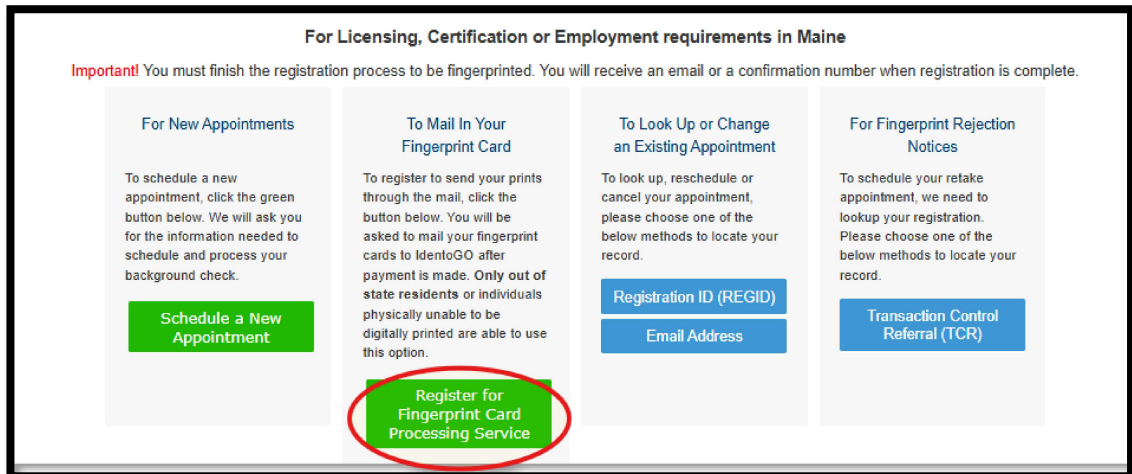 For Licensing, Certification or Employment requirements in Maine
Important! You must finish the registration process to be fingerprinted. You will receive an email or a confirmation number when registration is complete.
For New Appointments
To schedule a new
appointment, click the green
button below. We will ask you
for the information needed to
schedule and process your
background check.
Schedule a New
Appointment
To Mail In Your
Fingerprint Card
To register to send your prints
through the mail, click the
button below. You will be
asked to mail your fingerprint
cards to IdentoGO after
payment is made. Only out of
state residents or individuals
physically unable to be
digitally printed are able to use
this option.
Register for
Fingerprint Card
Processing Service
To Look Up or Change
an Existing Appointment
To look up, reschedule or
cancel your appointment,
please choose one of the
below methods to locate your
record.
Registration ID (REGID)
Email Address
For Fingerprint Rejection
Notices
To schedule your retake
appointment, we need to
lookup your registration.
Please choose one of the
below methods to locate your
record.
Transaction Control
Referral (TCR)